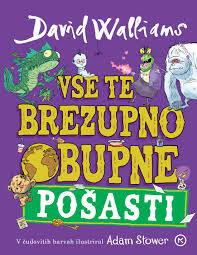 David Walliams
VSE TE
BREZUPNO
OBUPNE
POŠASTI
V čudovitih barvah ilustriral Adam Stower